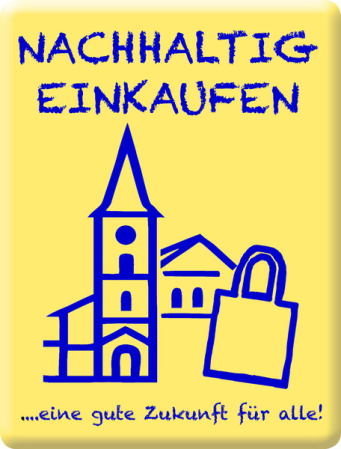 NACHHALTIG
EINKAUFEN
....eine gute Zukunft für alle!